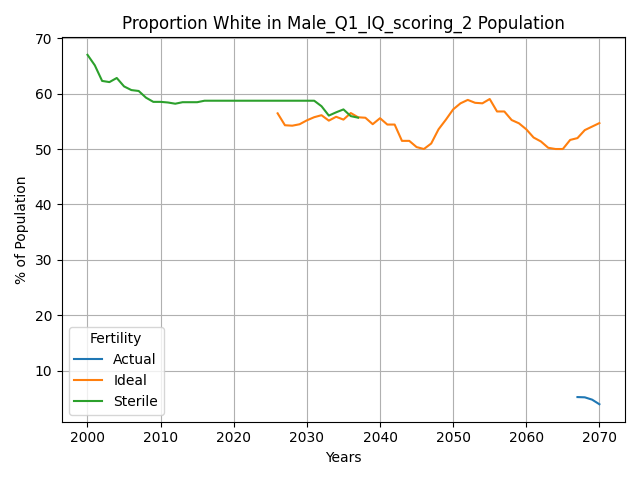 Proportion White in Male_Q1_IQ_scoring_2 Population
% of Population
70
60
50
40
30
20
10
Fertility
Actual
Ideal
Sterile
2000 2010 2020 2030 2040 2050 2060 2070
Years